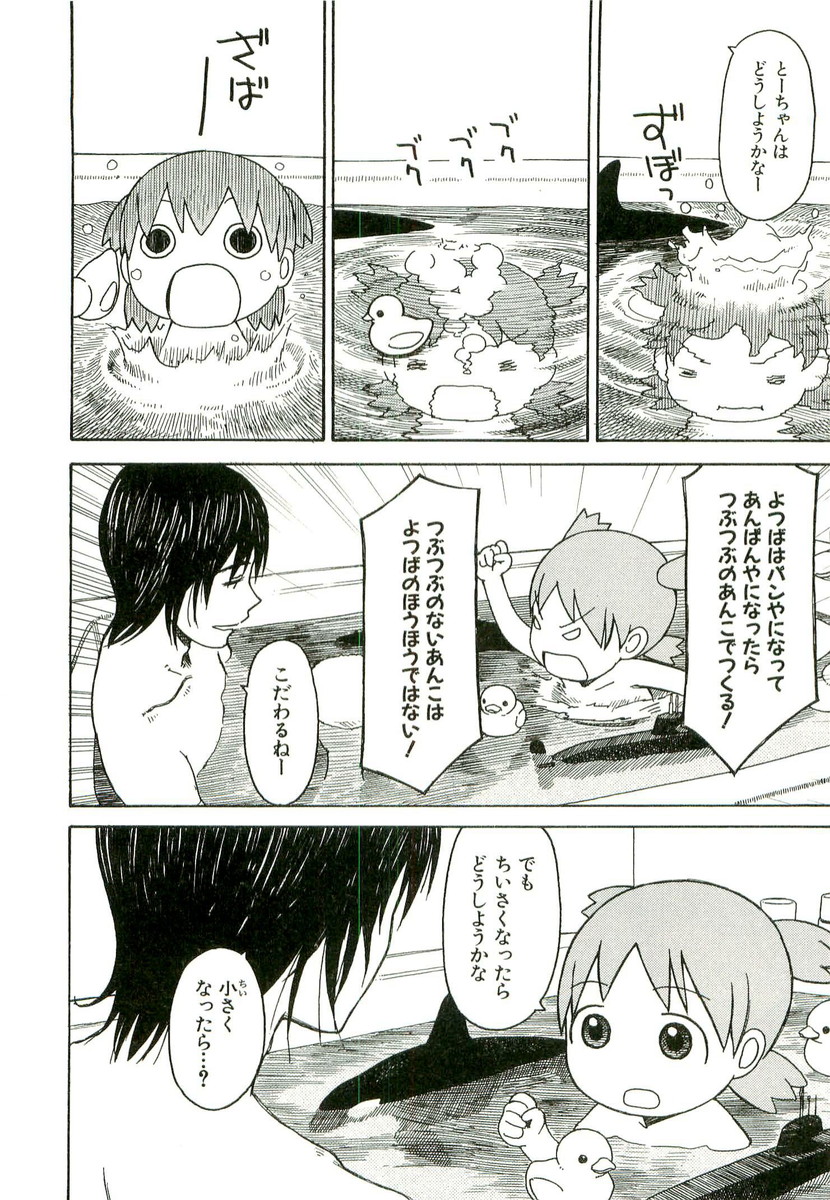 とーちゃんは
どうしようかなー
ずぼっ
ブク
ブク
ブク
ざば
よつばはパンやになって
あんぱんやになったら
つぶつぶのあんこでつくる!
つぶつぶのないあんこは
よつばのほうほうではない!
こだわるねー
でも
ちいさくなったら
どうしようかな
小さく
ちい
なったら…?